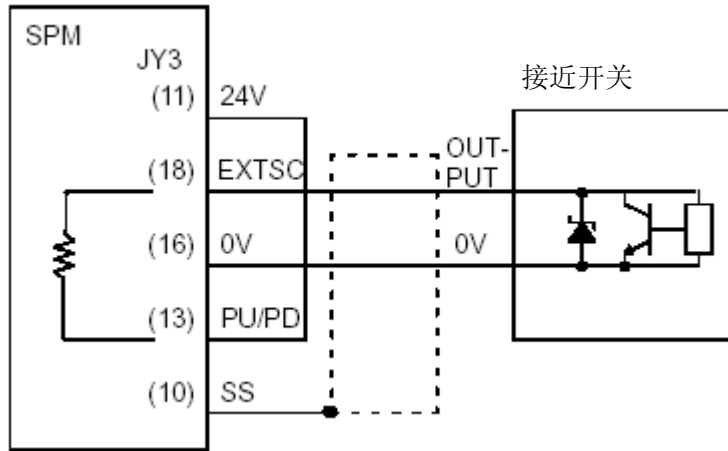 SPM
JY3
接近开关
(11) 24V
(18) EXTSC
OUT-
PUT
(16) 0V
0V
(13) PU/PD
(10) SS